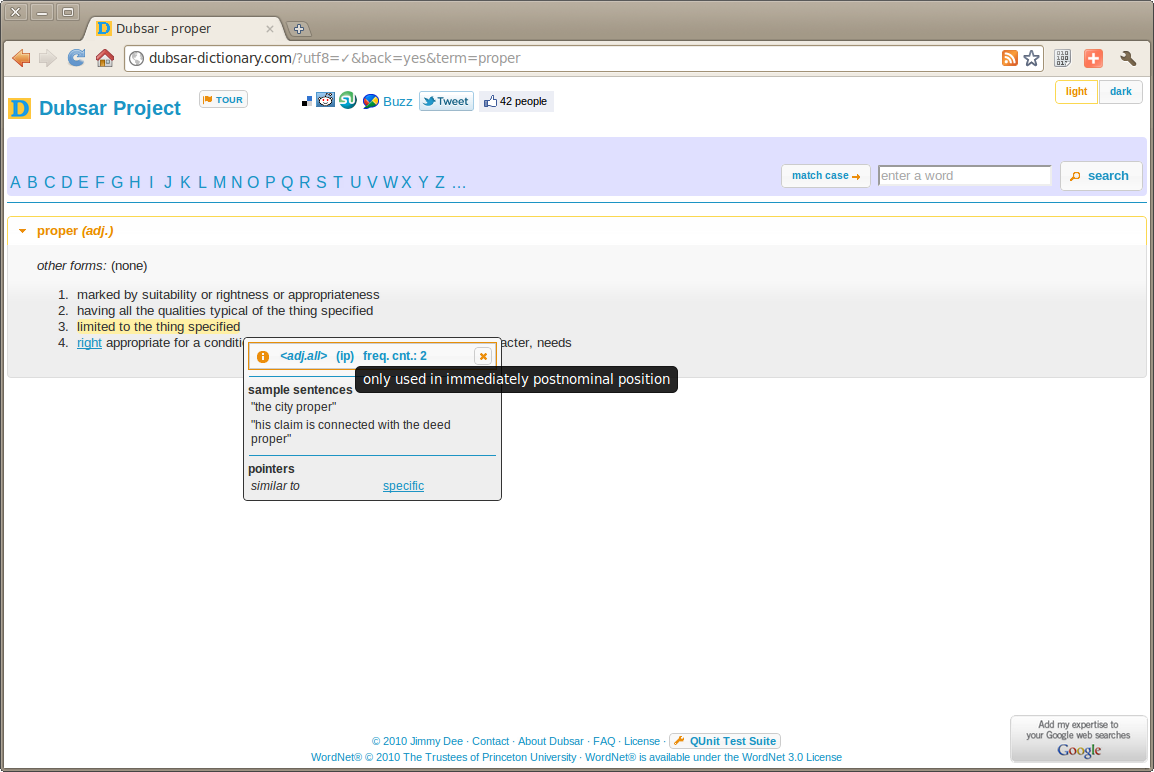 Dubsar - proper
dubsar-dictionary.com/?utf8=✓&back=yes&term=proper
D Dubsar Project
TOUR
Buzz
Tweet
42 people
light
dark
A B C D E F G H I J K L M N O P Q R S T U V W X Y Z ...
match case
enter a word
search
proper (adj.)
other forms: (none)
1. marked by suitability or rightness or appropriateness
2. having all the qualities typical of the thing specified
3. limited to the thing specified
4. right appropriate for a conditi
acter, needs
<adj.all> (ip) freq. cnt.: 2
only used in immediately postnominal position
sample sentences
"the city proper"
"his claim is connected with the deed
proper"
pointers
similar to specific
© 2010 Jimmy Dee · Contact · About Dubsar · FAQ · License · QUnit Test Suite
WordNet® © 2010 The Trustees of Princeton University · WordNet® is available under the WordNet 3.0 License
Add my expertise to
your Google web searches
Google